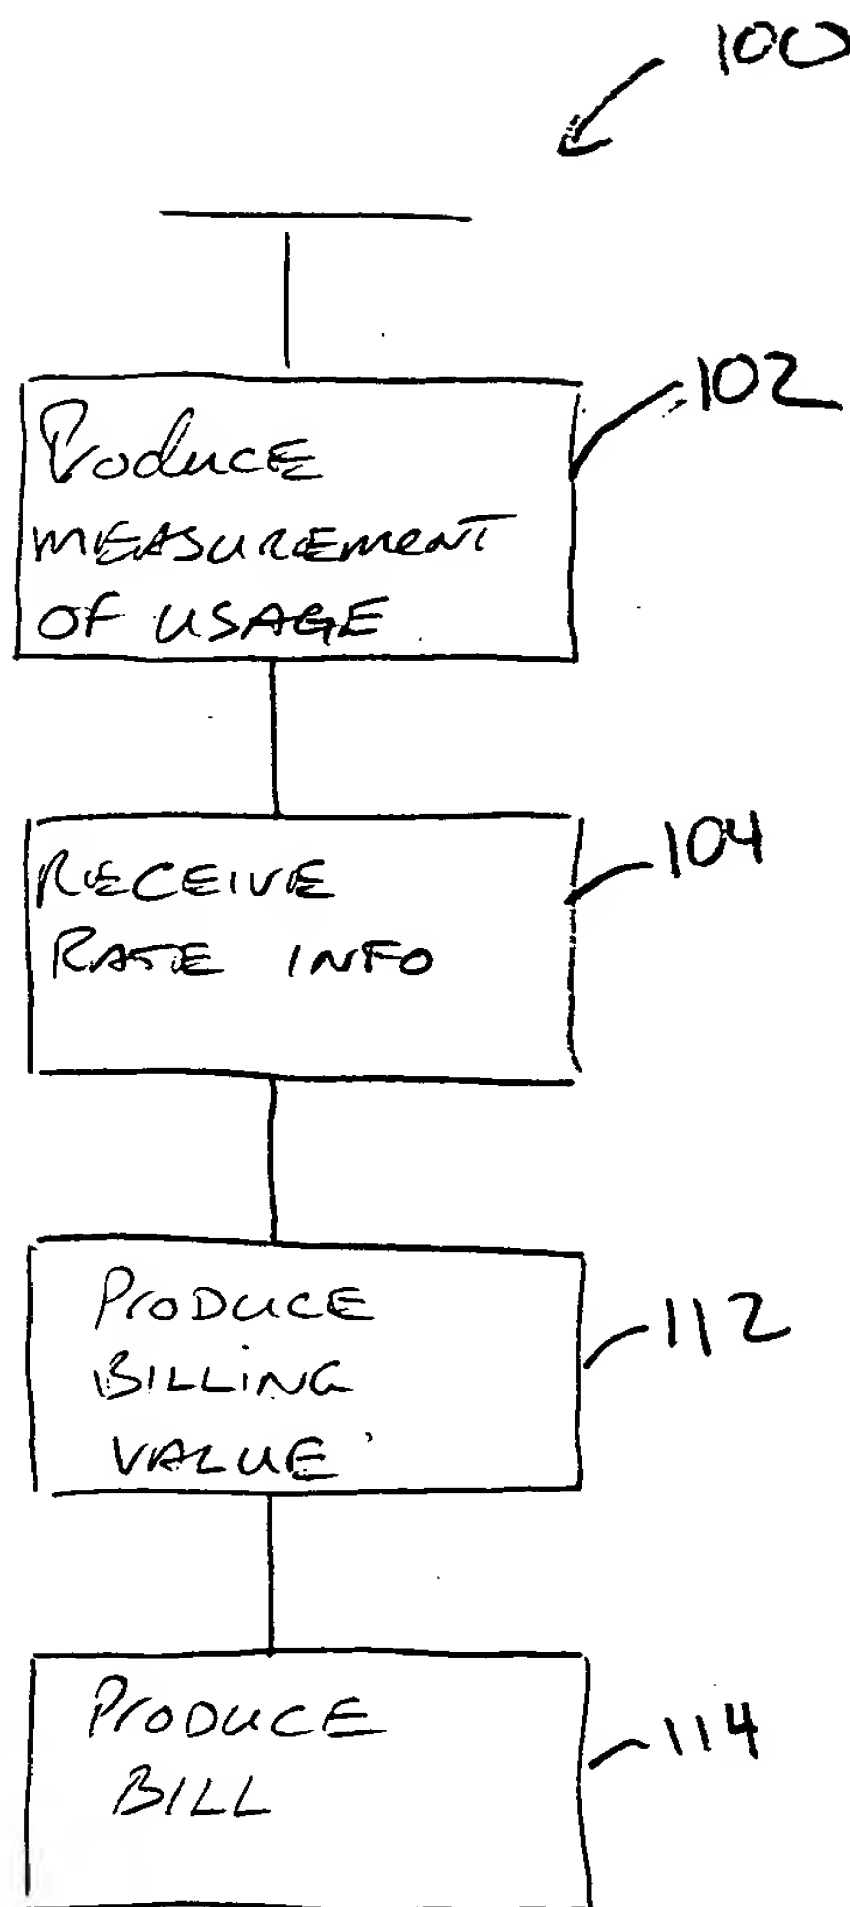 100
102
Produce
MEASUREMENT
OF USAGE
104
RECEIVE
RATE INFO
112
PRODUCE
BILLING
VALUE
114
PRODUCE
BILL